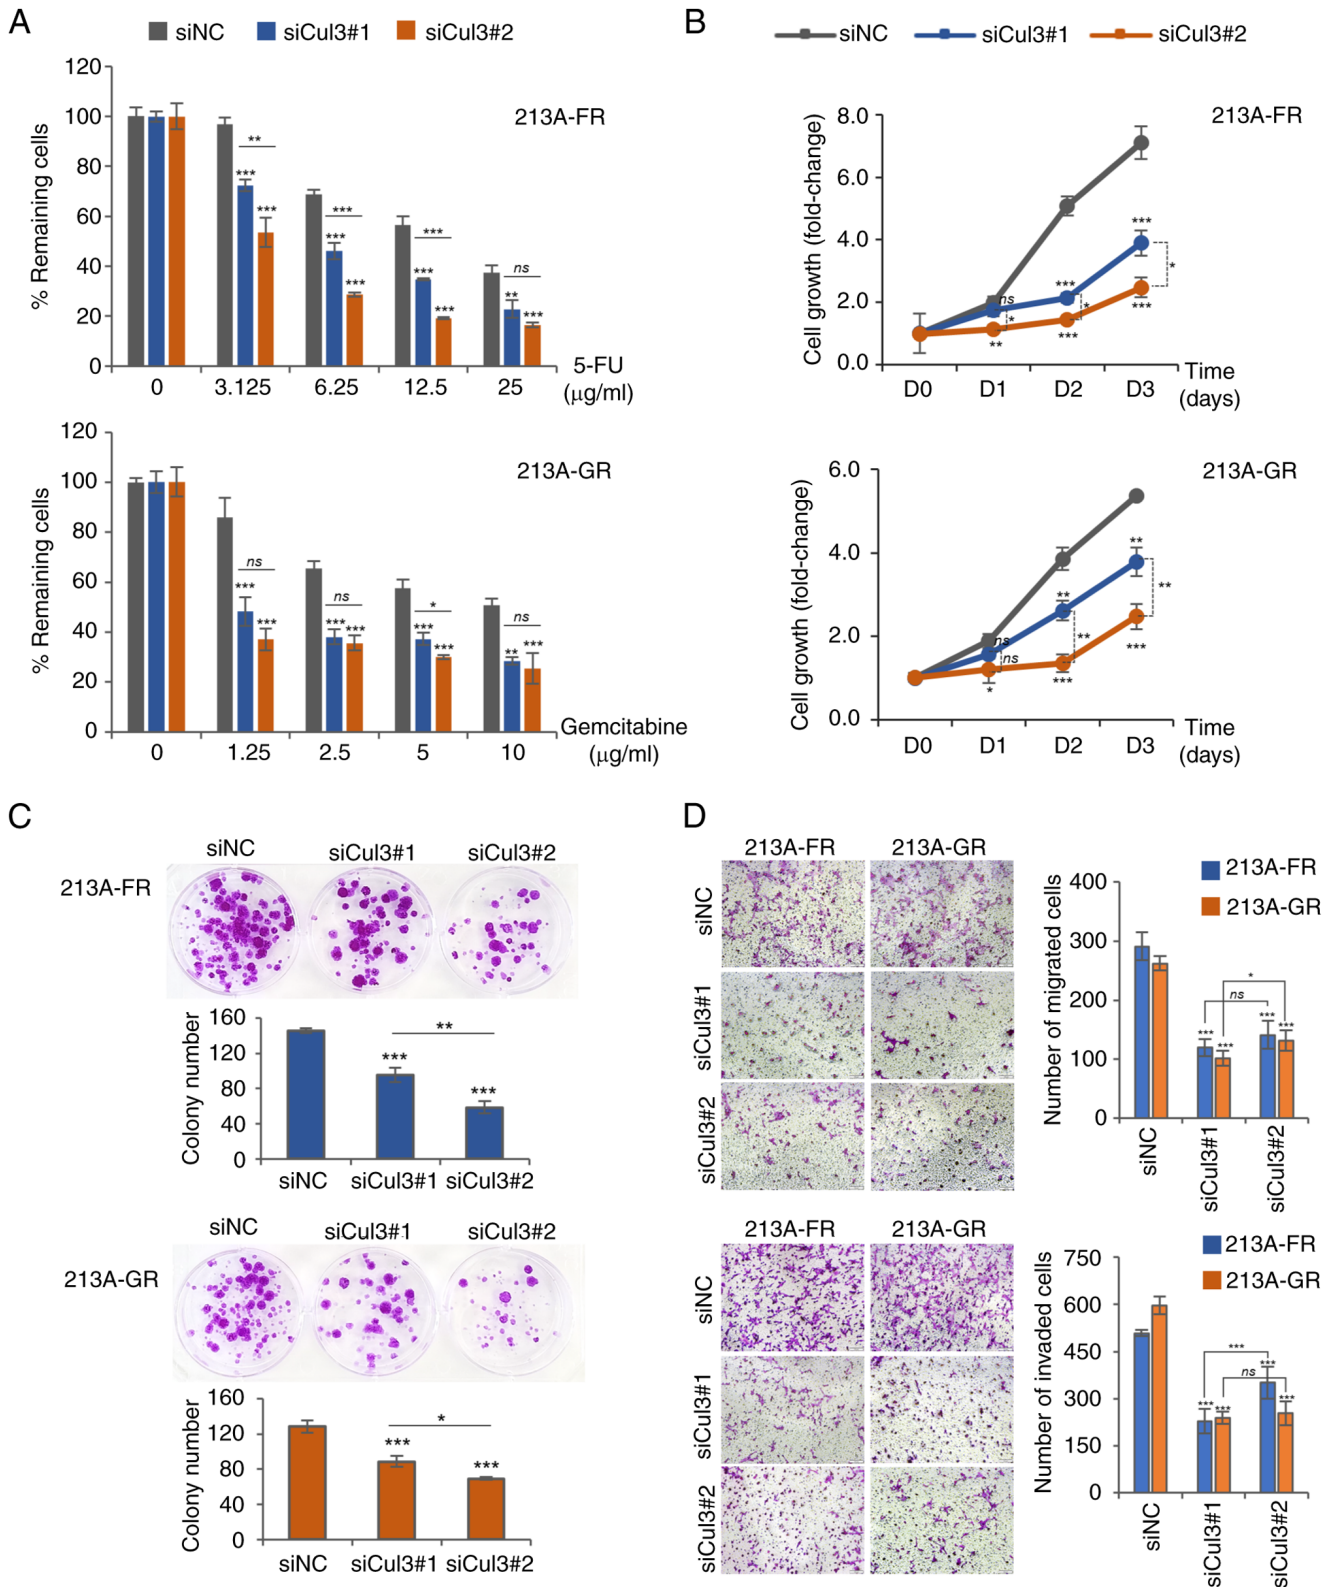 A
siNC siCul3#1 siCul3#2
213A-FR
% Remaining cells
120
100
80
60
40
20
0
**
***
***
***
***
***
***
***
***
ns
**
***
0 3.125 6.25 12.5 25
5-FU
(μg/ml)
213A-GR
% Remaining cells
120
100
80
60
40
20
0
ns
***
***
ns
***
***
*
***
***
ns
**
***
0 1.25 2.5 5 10
Gemcitabine
(μg/ml)
B
siNC siCul3#1 siCul3#2
213A-FR
Cell growth (fold-change)
8.0
6.0
4.0
2.0
0.0
ns
*
**
***
*
***
***
*
***
D0 D1 D2 D3
Time
(days)
213A-GR
Cell growth (fold-change)
6.0
4.0
2.0
0.0
ns
ns
*
**
**
***
**
**
***
D0 D1 D2 D3
Time
(days)
C
siNC siCul3#1 siCul3#2
213A-FR
Colony number
160
120
80
40
0
**
***
***
siNC siCul3#1 siCul3#2
siNC siCul3#1 siCul3#2
213A-GR
Colony number
160
120
80
40
0
*
***
***
siNC siCul3#1 siCul3#2
D
213A-FR 213A-GR
siNC
siCul3#1
siCul3#2
213A-FR
213A-GR
Number of migrated cells
400
300
200
100
0
*
ns
***
***
***
***
siNC siCul3#1 siCul3#2
213A-FR 213A-GR
siNC
siCul3#1
siCul3#2
213A-FR
213A-GR
Number of invaded cells
750
600
450
300
150
0
***
ns
***
***
***
***
siNC siCul3#1 siCul3#2